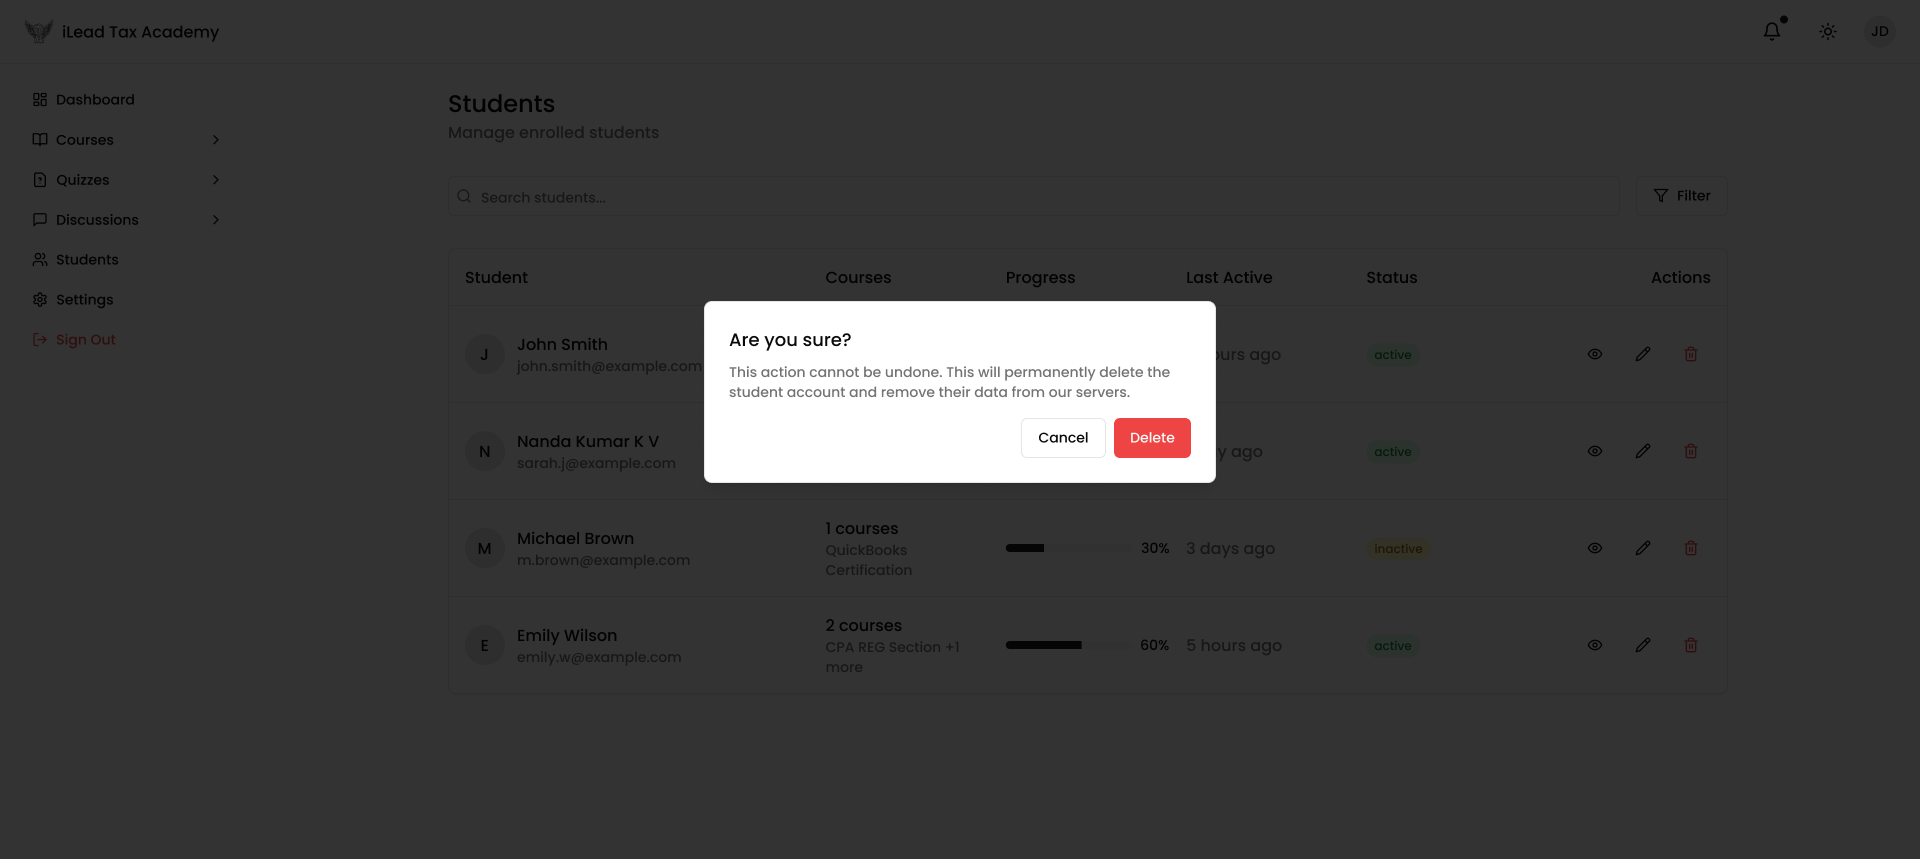 iLead Tax Academy
JD
Dashboard
Courses
Quizzes
Discussions
Students
Settings
Sign Out
Students
Manage enrolled students
Search students...
Filter
Student Courses Progress Last Active Status Actions
J
John Smith
john.smith@example.com
ago
active
N
Nanda Kumar K V
sarah.j@example.com
ago
active
Are you sure?
This action cannot be undone. This will permanently delete the
student account and remove their data from our servers.
Cancel
Delete
M
Michael Brown
m.brown@example.com
1 courses
QuickBooks
Certification
30%
3 days ago
inactive
E
Emily Wilson
emily.w@example.com
2 courses
CPA REG Section +1
more
60%
5 hours ago
active